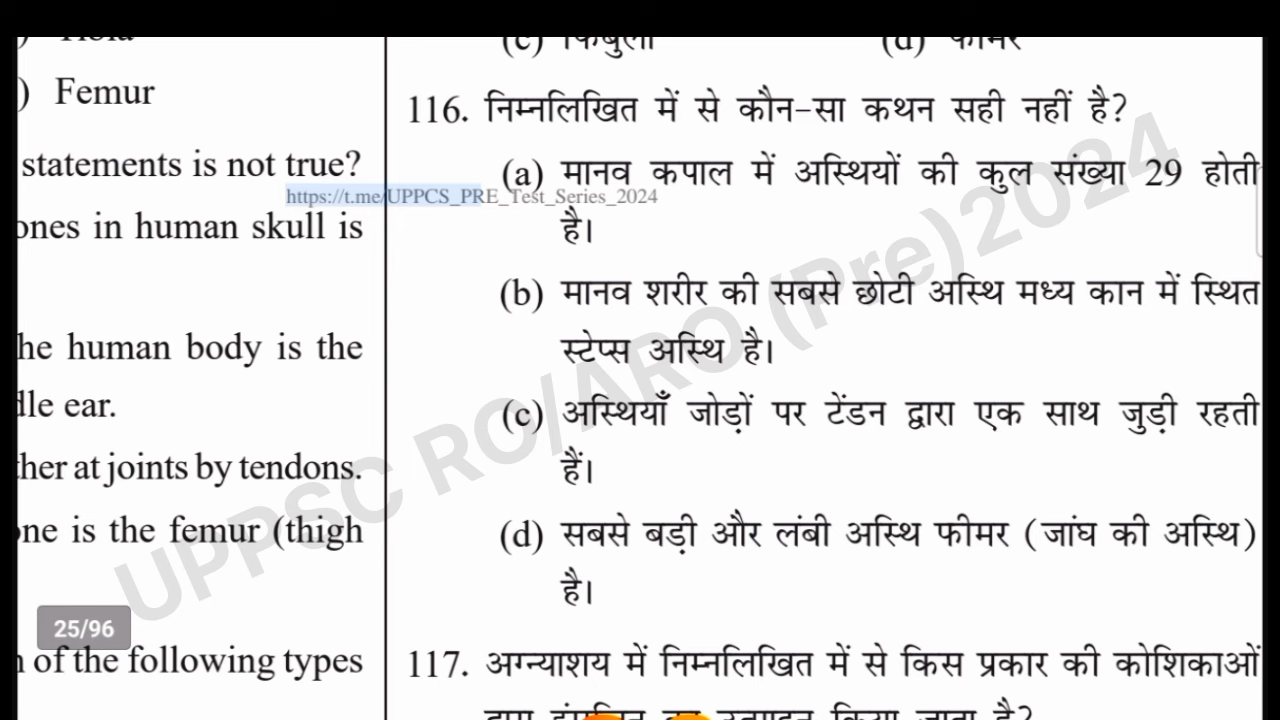 ) Femur
statements is not true?
ones in human skull is
he human body is the
dle ear.
ther at joints by tendons.
one is the femur (thigh
25/96
of the following types
(c) फिबुला (d) फीमर
116. निम्नलिखित में से कौन-सा कथन सही नहीं है?
(a) मानव कपाल में अस्थियों की कुल संख्या 29 होती
https://t.me/UPPCS_PRE_Test_Series_2024
है।
(b) मानव शरीर की सबसे छोटी अस्थि मध्य कान में स्थित
स्टेप्स अस्थि है।
(c) अस्थियाँ जोड़ों पर टेंडन द्वारा एक साथ जुड़ी रहती
हैं।
(d) सबसे बड़ी और लंबी अस्थि फीमर (जांघ की अस्थि)
है।
117. अग्न्याशय में निम्नलिखित में से किस प्रकार की कोशिकाओं
UPPSC RO/ARO (Pre)2024